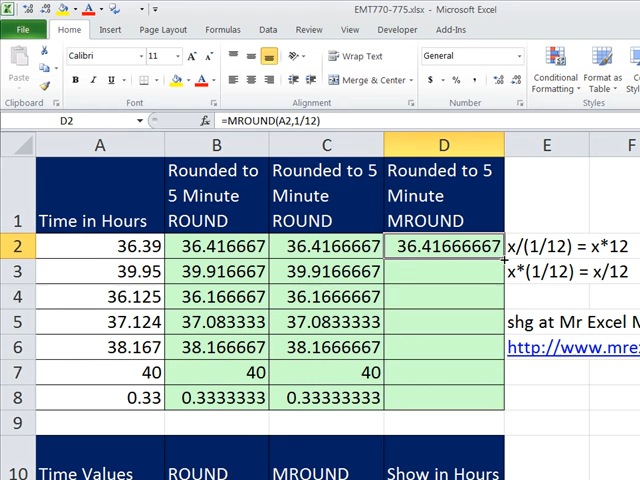 EMT770-775.xlsx - Microsoft Excel
File Home Insert Page Layout Formulas Data Review View Developer Add-Ins
Calibri 11 A A Wrap Text General Conditional Format as
Paste B I U A Merge & Center $ % , Formatting Table
Clipboard Font Alignment Number Styles
D2 fx =MROUND(A2,1/12)
A B C D E F
1 Time in Hours Rounded to 5 Minute ROUND Rounded to 5 Minute ROUND Rounded to 5 Minute MROUND
2 36.39 36.416667 36.4166667 36.41666667 x/(1/12) = x*12
3 39.95 39.916667 39.9166667 x*(1/12) = x/12
4 36.125 36.166667 36.1666667
5 37.124 37.083333 37.0833333 shg at Mr Excel M
6 38.167 38.166667 38.1666667 http://www.mre
7 40 40 40
8 0.33 0.3333333 0.33333333
9
10 Time Values ROUND MROUND Show in Hours